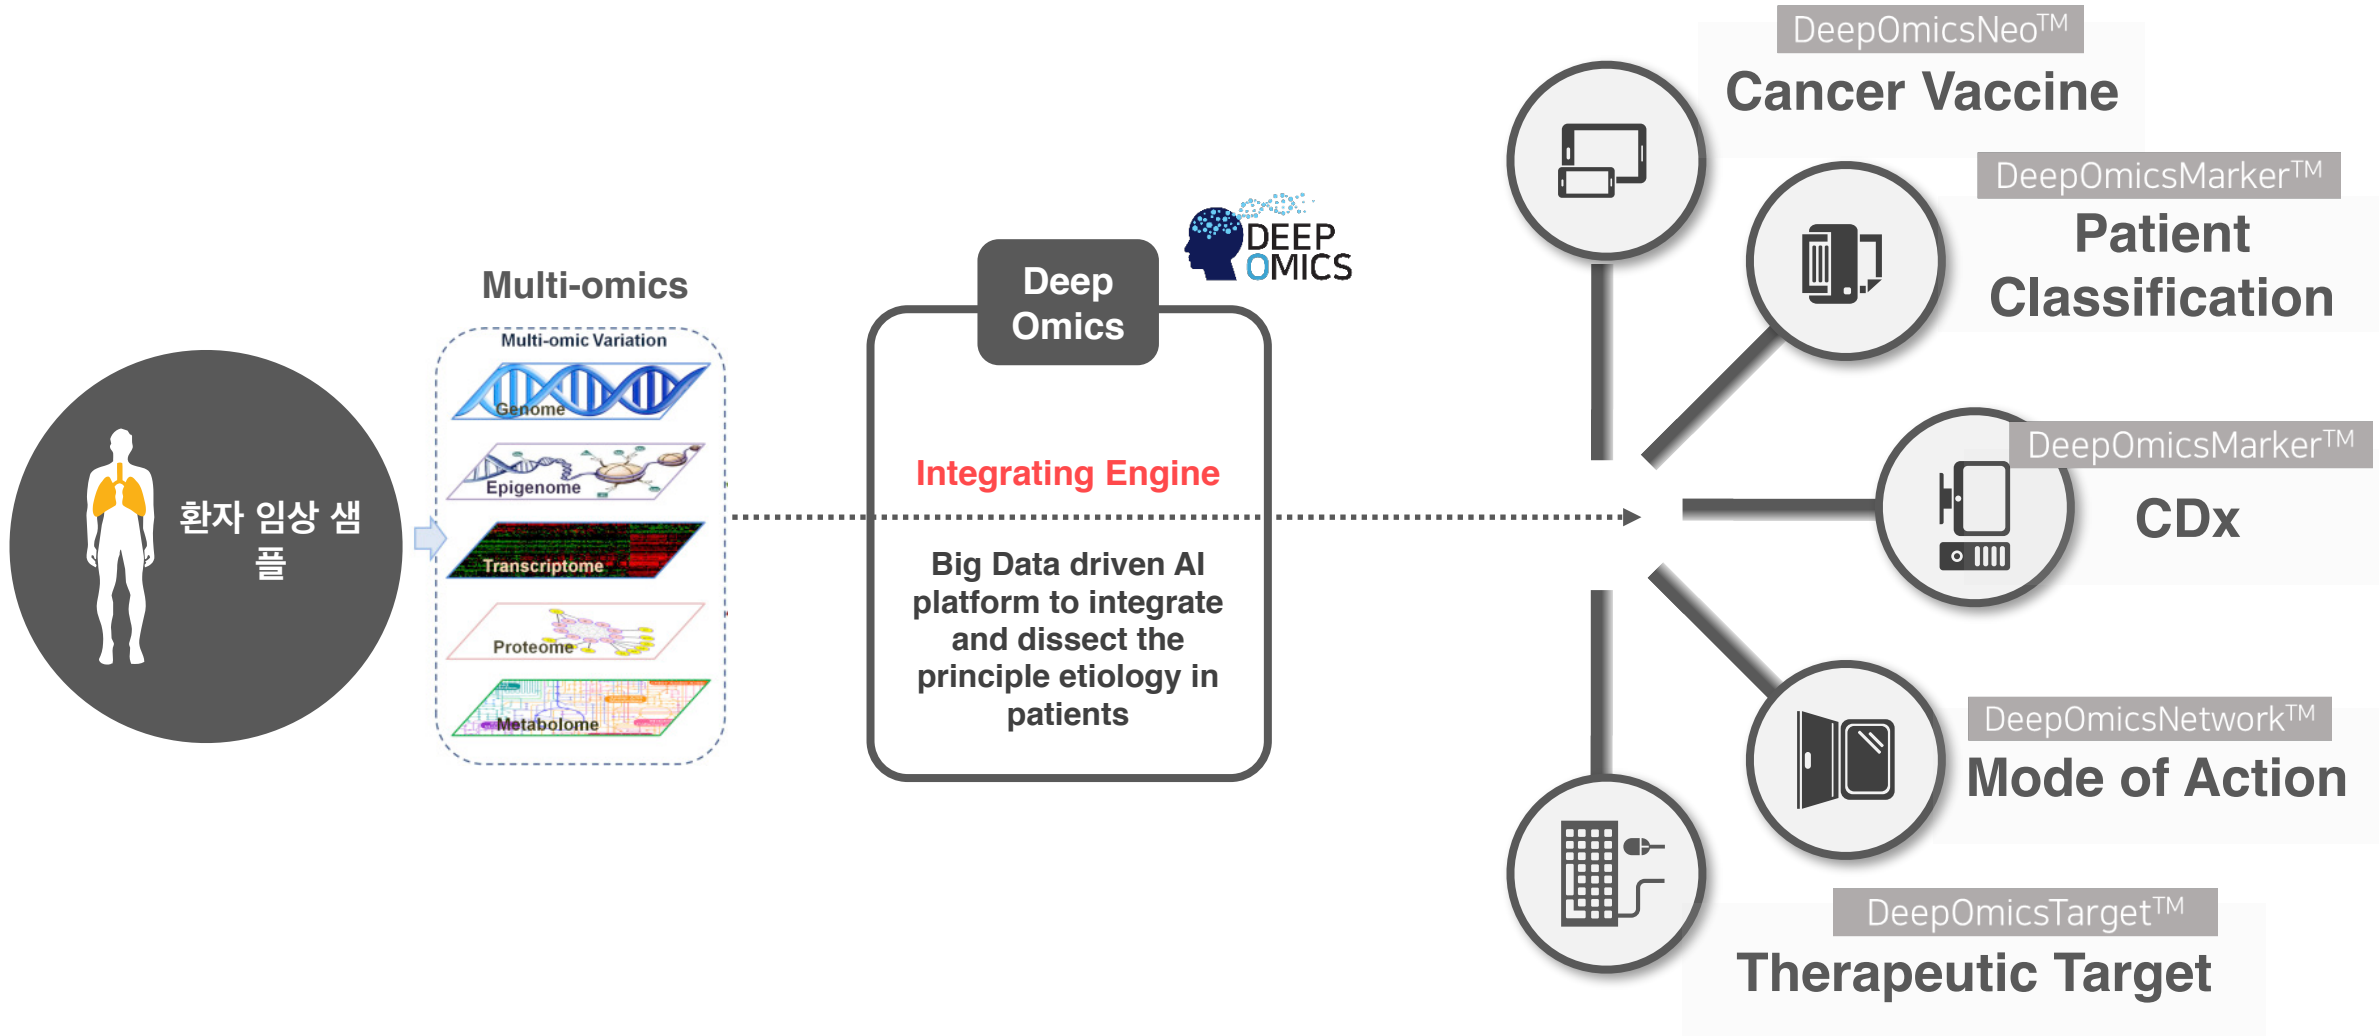 환자 임상 샘
플
Multi-omics
Multi-omic Variation
Genome
Epigenome
Transcriptome
Proteome
Metabolome
Deep
Omics
DEEP
OMICS
Integrating Engine
Big Data driven AI
platform to integrate
and dissect the
principle etiology in
patients
DeepOmicsNeo™
Cancer Vaccine
DeepOmicsMarker™
Patient
Classification
DeepOmicsMarker™
CDx
DeepOmicsNetwork™
Mode of Action
DeepOmicsTarget™
Therapeutic Target